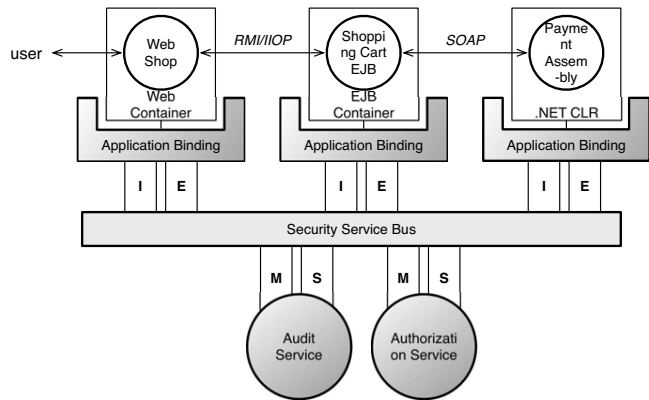 user
Web
Shop
RMI/IIOP
Shoppi
ng Cart
EJB
SOAP
Payme
nt
Assem
-bly
Web
Container
EJB
Container
.NET CLR
Application Binding
Application Binding
Application Binding
I E
I E
I E
Security Service Bus
M S
M S
Audit
Service
Authorizati
on Service